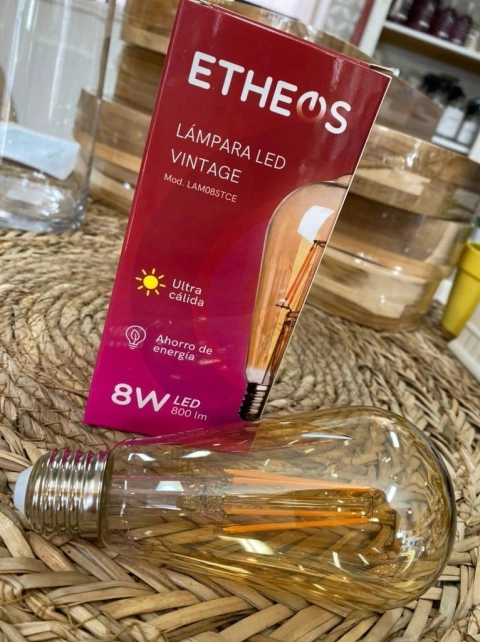 ETHEOS
LÁMPARA LED
VINTAGE
Mod. LAM08STCE
Ultra
cálida
Ahorro de
energía
8W LED
800 lm